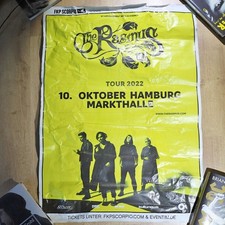 FKP SCORPIO
The Rasmus
TOUR 2022
10. OKTOBER HAMBURG
MARKTHALLE
TICKETS UNTER: FKPSCORPIO.COM & EVENTIM.DE